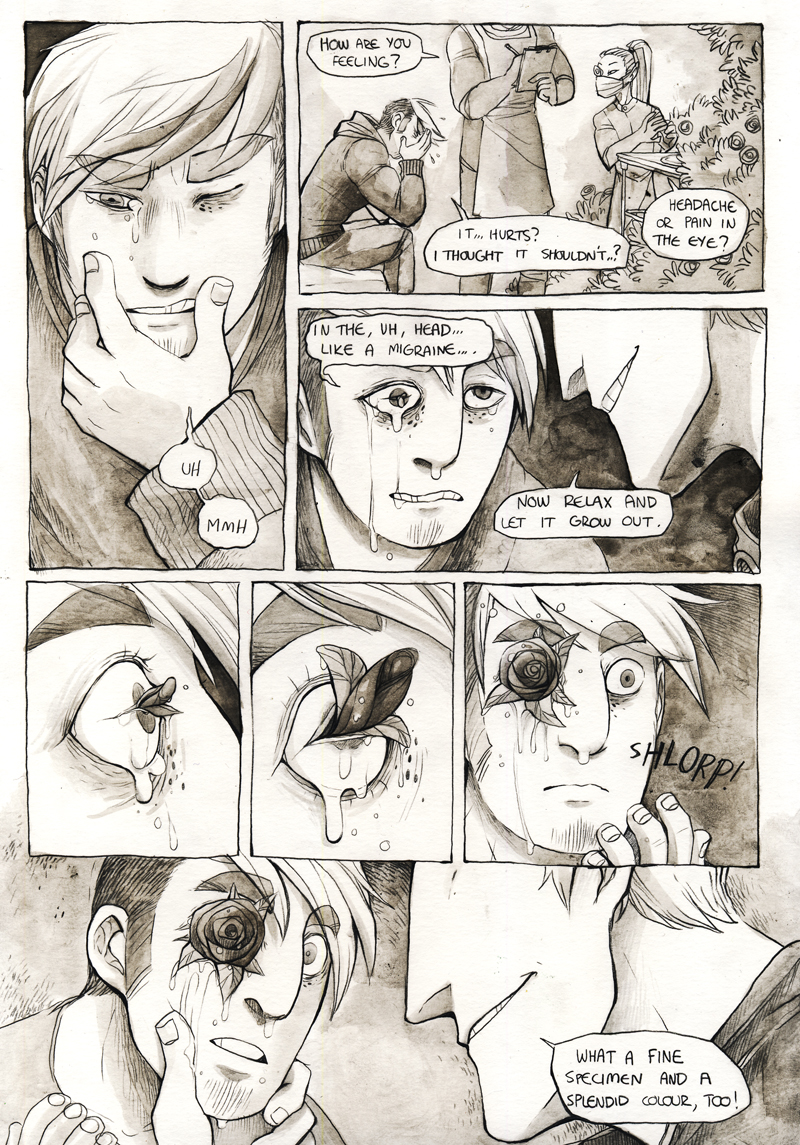 UH
MMH
HOW ARE YOU
FEELING?
IT... HURTS?
I THOUGHT IT SHOULDN'T..?
HEADACHE
OR PAIN IN
THE EYE?
IN THE, UH, HEAD...
LIKE A MIGRAINE....
NOW RELAX AND
LET IT GROW OUT.
SHLORP!
WHAT A FINE
SPECIMEN AND A
SPLENDID COLOUR, TOO!